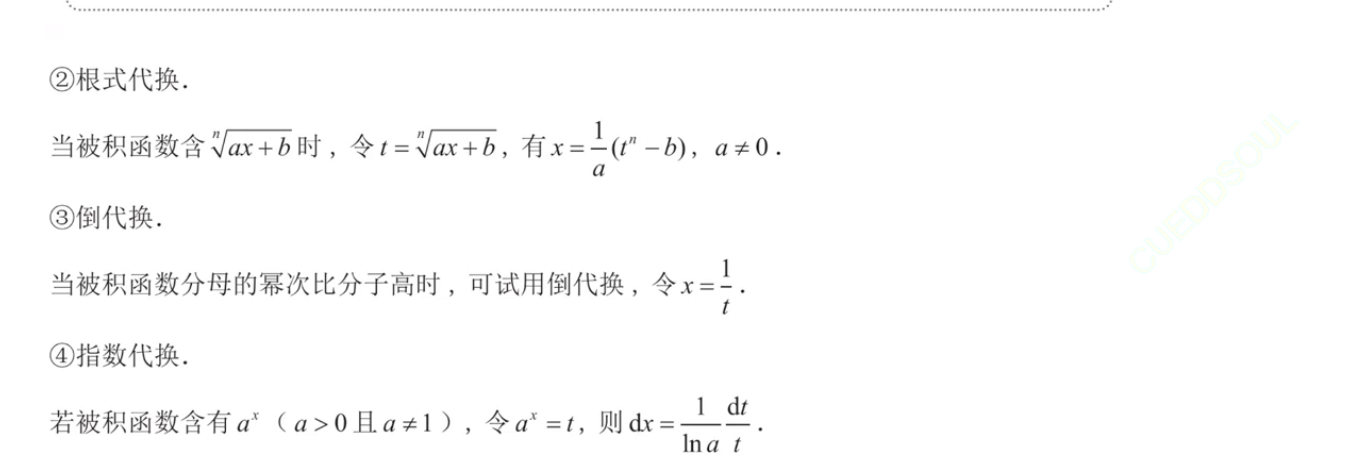 ②根式代换.
当被积函数含 $\sqrt[n]{ax+b}$ 时，令 $t=\sqrt[n]{ax+b}$，有 $x=\frac{1}{a}(t^n-b)$，$a\neq 0$.
③倒代换.
当被积函数分母的幂次比分子高时，可试用倒代换，令 $x=\frac{1}{t}$.
④指数代换.
若被积函数含有 $a^x$（$a>0$ 且 $a\neq 1$），令 $a^x=t$，则 $\mathrm{d}x=\frac{1}{\ln a}\frac{\mathrm{d}t}{t}$.
CUEDDSOUL